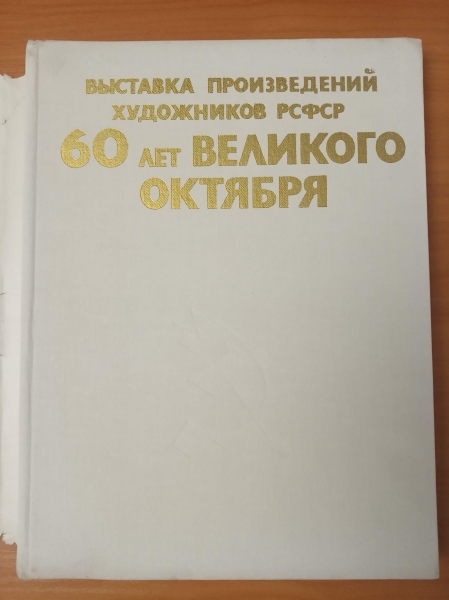 ВЫСТАВКА ПРОИЗВЕДЕНИЙ
ХУДОЖНИКОВ РСФСР
60 ЛЕТ ВЕЛИКОГО
ОКТЯБРЯ